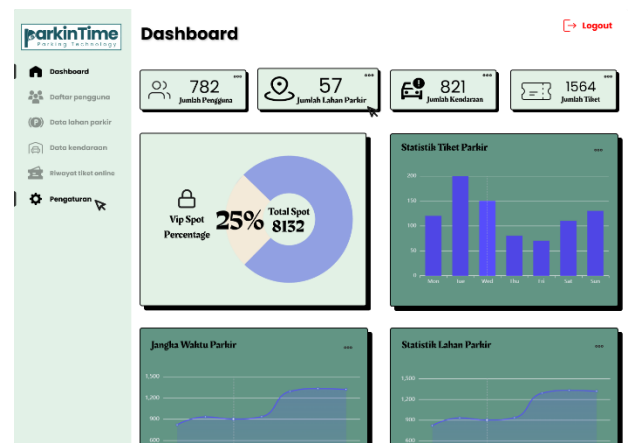 parkinTime
Parking Technology
Dashboard
Logout
Dashboard
Daftar pengguna
Data lahan parkir
Data kendaraan
Riwayat tiket online
Pengaturan
782
Jumlah Pengguna
57
Jumlah Lahan Parkir
821
Jumlah Kendaraan
1564
Jumlah Tiket
Vip Spot
Percentage
25%
Total Spot
8132
Statistik Tiket Parkir
200
150
100
50
0
Mon Tue Wed Thu Fri Sat Sun
Jangka Waktu Parkir
1,500
1,200
900
600
Statistik Lahan Parkir
1,500
1,200
900
600